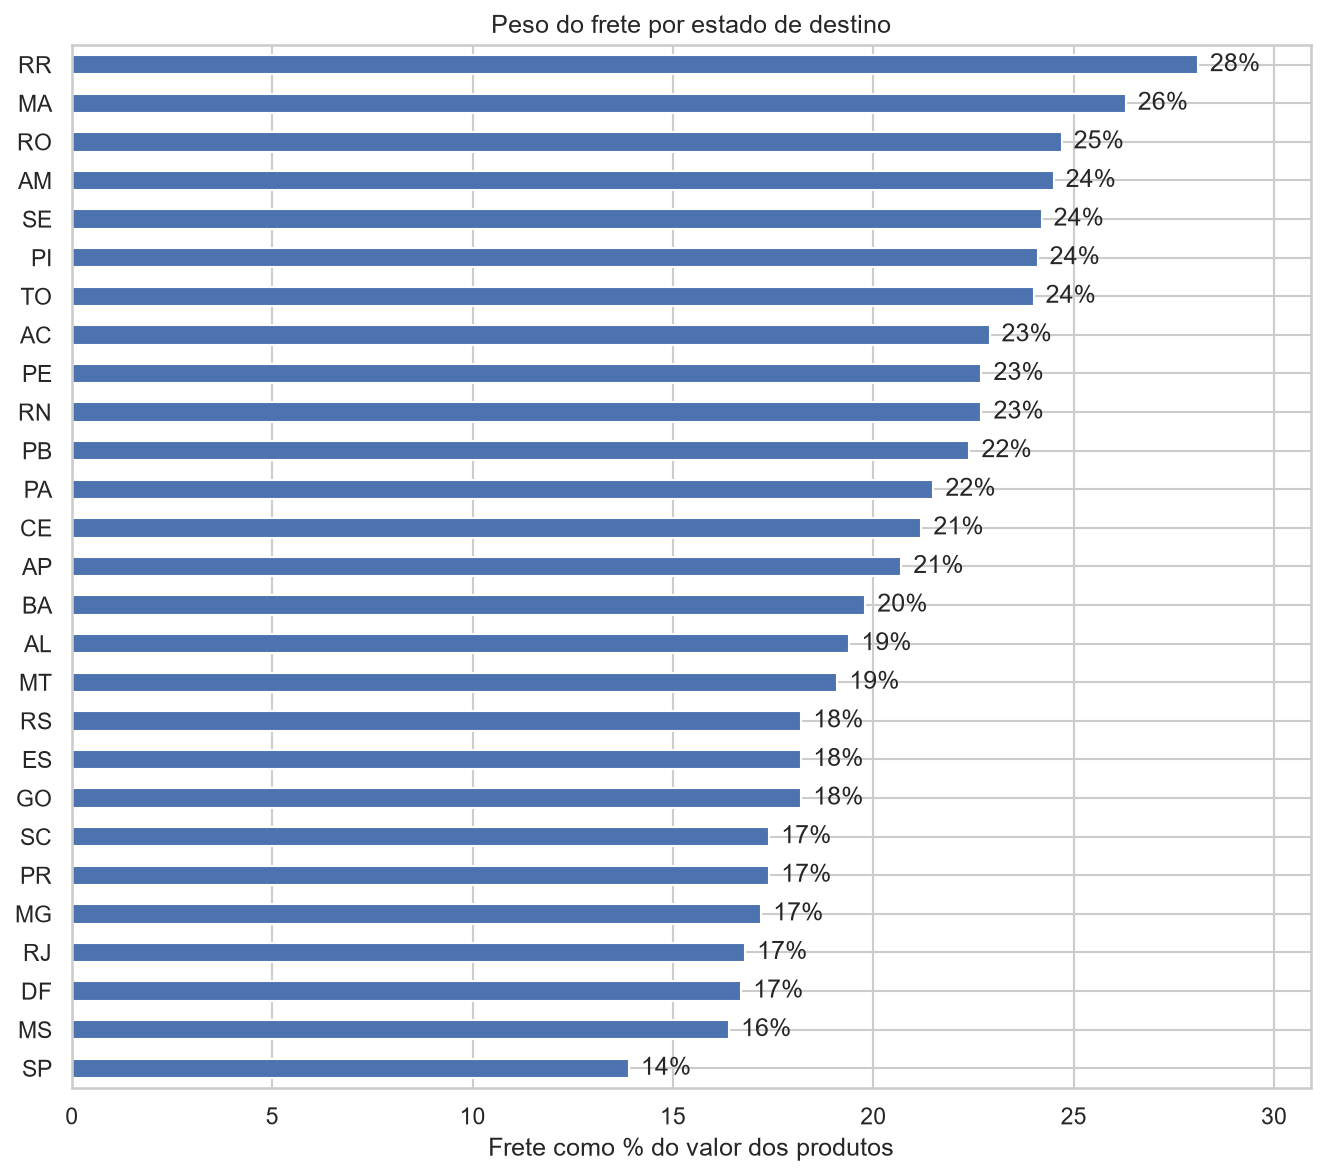 Peso do frete por estado de destino
RR 28%
MA 26%
RO 25%
AM 24%
SE 24%
PI 24%
TO 24%
AC 23%
PE 23%
RN 23%
PB 22%
PA 22%
CE 21%
AP 21%
BA 20%
AL 19%
MT 19%
RS 18%
ES 18%
GO 18%
SC 17%
PR 17%
MG 17%
RJ 17%
DF 17%
MS 16%
SP 14%
0 5 10 15 20 25 30
Frete como % do valor dos produtos